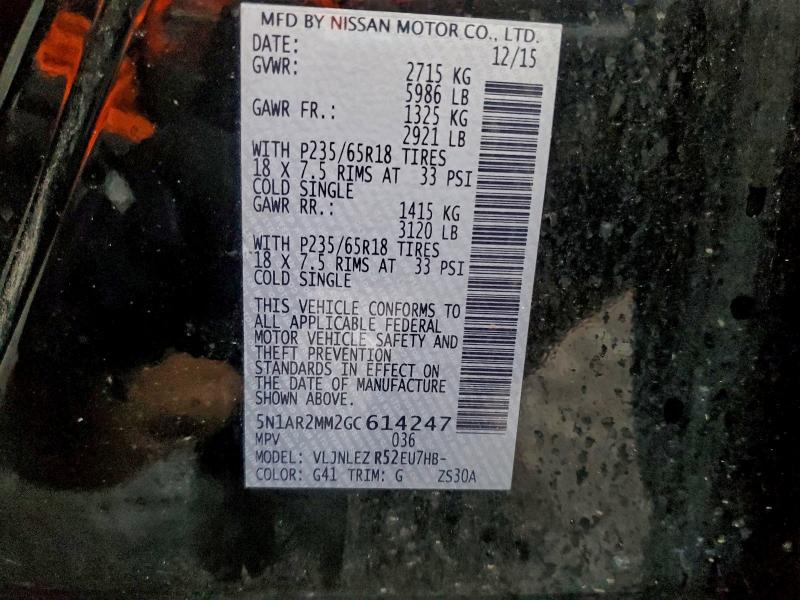 MFD BY NISSAN MOTOR CO., LTD.
DATE: 12/15
GVWR: 2715 KG
5986 LB
GAWR FR.: 1325 KG
2921 LB
WITH P235/65R18 TIRES
18 X 7.5 RIMS AT 33 PSI
COLD SINGLE
GAWR RR.: 1415 KG
3120 LB
WITH P235/65R18 TIRES
18 X 7.5 RIMS AT 33 PSI
COLD SINGLE
THIS VEHICLE CONFORMS TO
ALL APPLICABLE FEDERAL
MOTOR VEHICLE SAFETY AND
THEFT PREVENTION
STANDARDS IN EFFECT ON
THE DATE OF MANUFACTURE
SHOWN ABOVE.
5N1AR2MM2GC614247
MPV 036
MODEL: VLJNLEZ R52EU7HB-
COLOR: G41 TRIM: G ZS30A